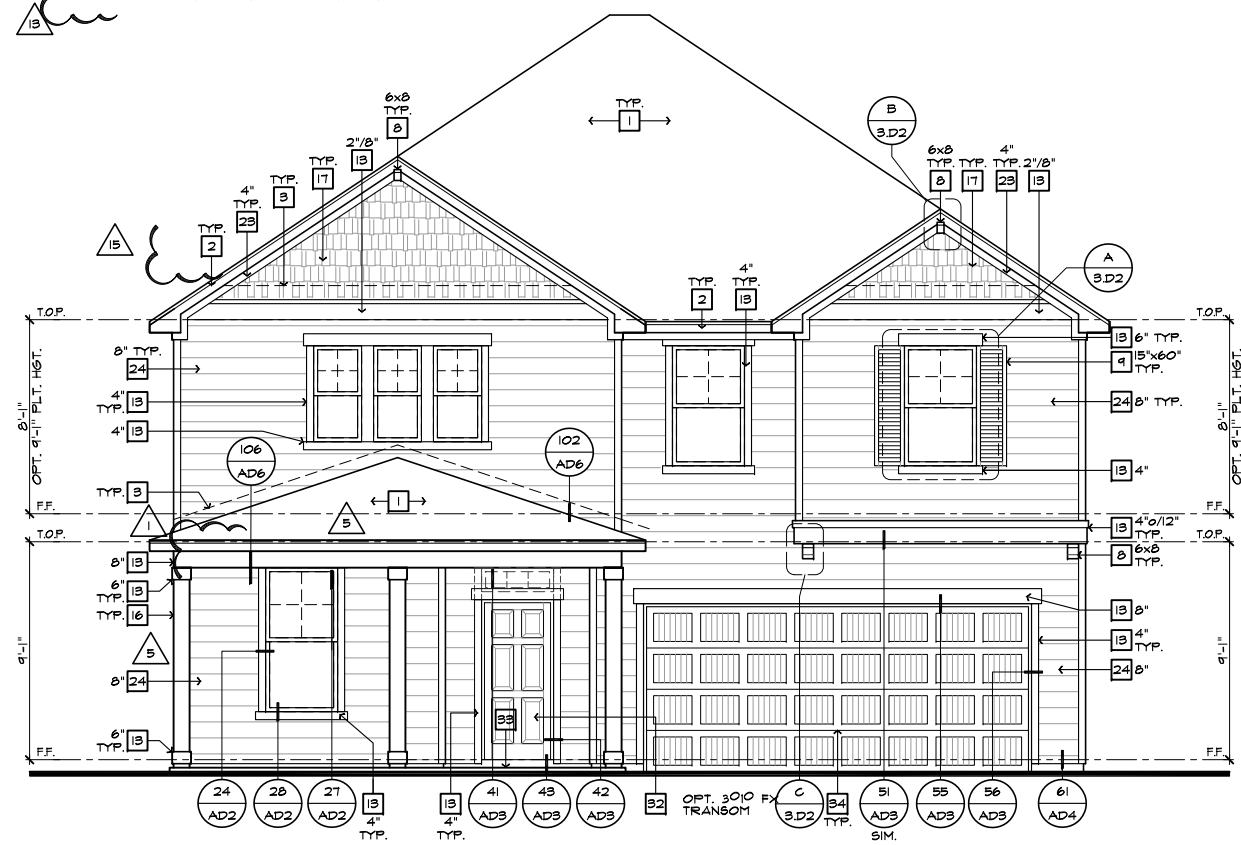 13
6x8
TYP.
8
TYP.
1
B
3.D2
2"/8"
13
TYP.
17
TYP.
3
4"
TYP.
23
TYP.
2
15
6x8
TYP.
8
TYP.
17
4"
TYP.
23
2"/8"
13
A
3.D2
4"
TYP.
13
2
T.O.P.
T.O.P.
8" TYP.
24
4"
TYP. 13
4" 13
8'-1"
OPT. 9'-1" PLT. HGT.
13 6" TYP.
9 15"x60"
TYP.
24 8" TYP.
13 4"
8'-1"
OPT. 9'-1" PLT. HGT.
106
AD6
102
AD6
TYP. 3
1
F.F.
F.F.
1
5
T.O.P.
T.O.P.
13 4"o/12"
TYP.
8 6x8
TYP.
8" 13
6"
TYP. 13
TYP. 16
5
8" 24
6"
TYP. 13
9'-1"
13 8"
13 4"
TYP.
24 8"
9'-1"
33
F.F.
F.F.
24
AD2
28
AD2
27
AD2
13
4"
TYP.
13
4"
TYP.
41
AD3
43
AD3
42
AD3
32
OPT. 3010 FX
TRANSOM
C
3.D2
34
TYP.
51
AD3
SIM.
55
AD3
56
AD3
61
AD4